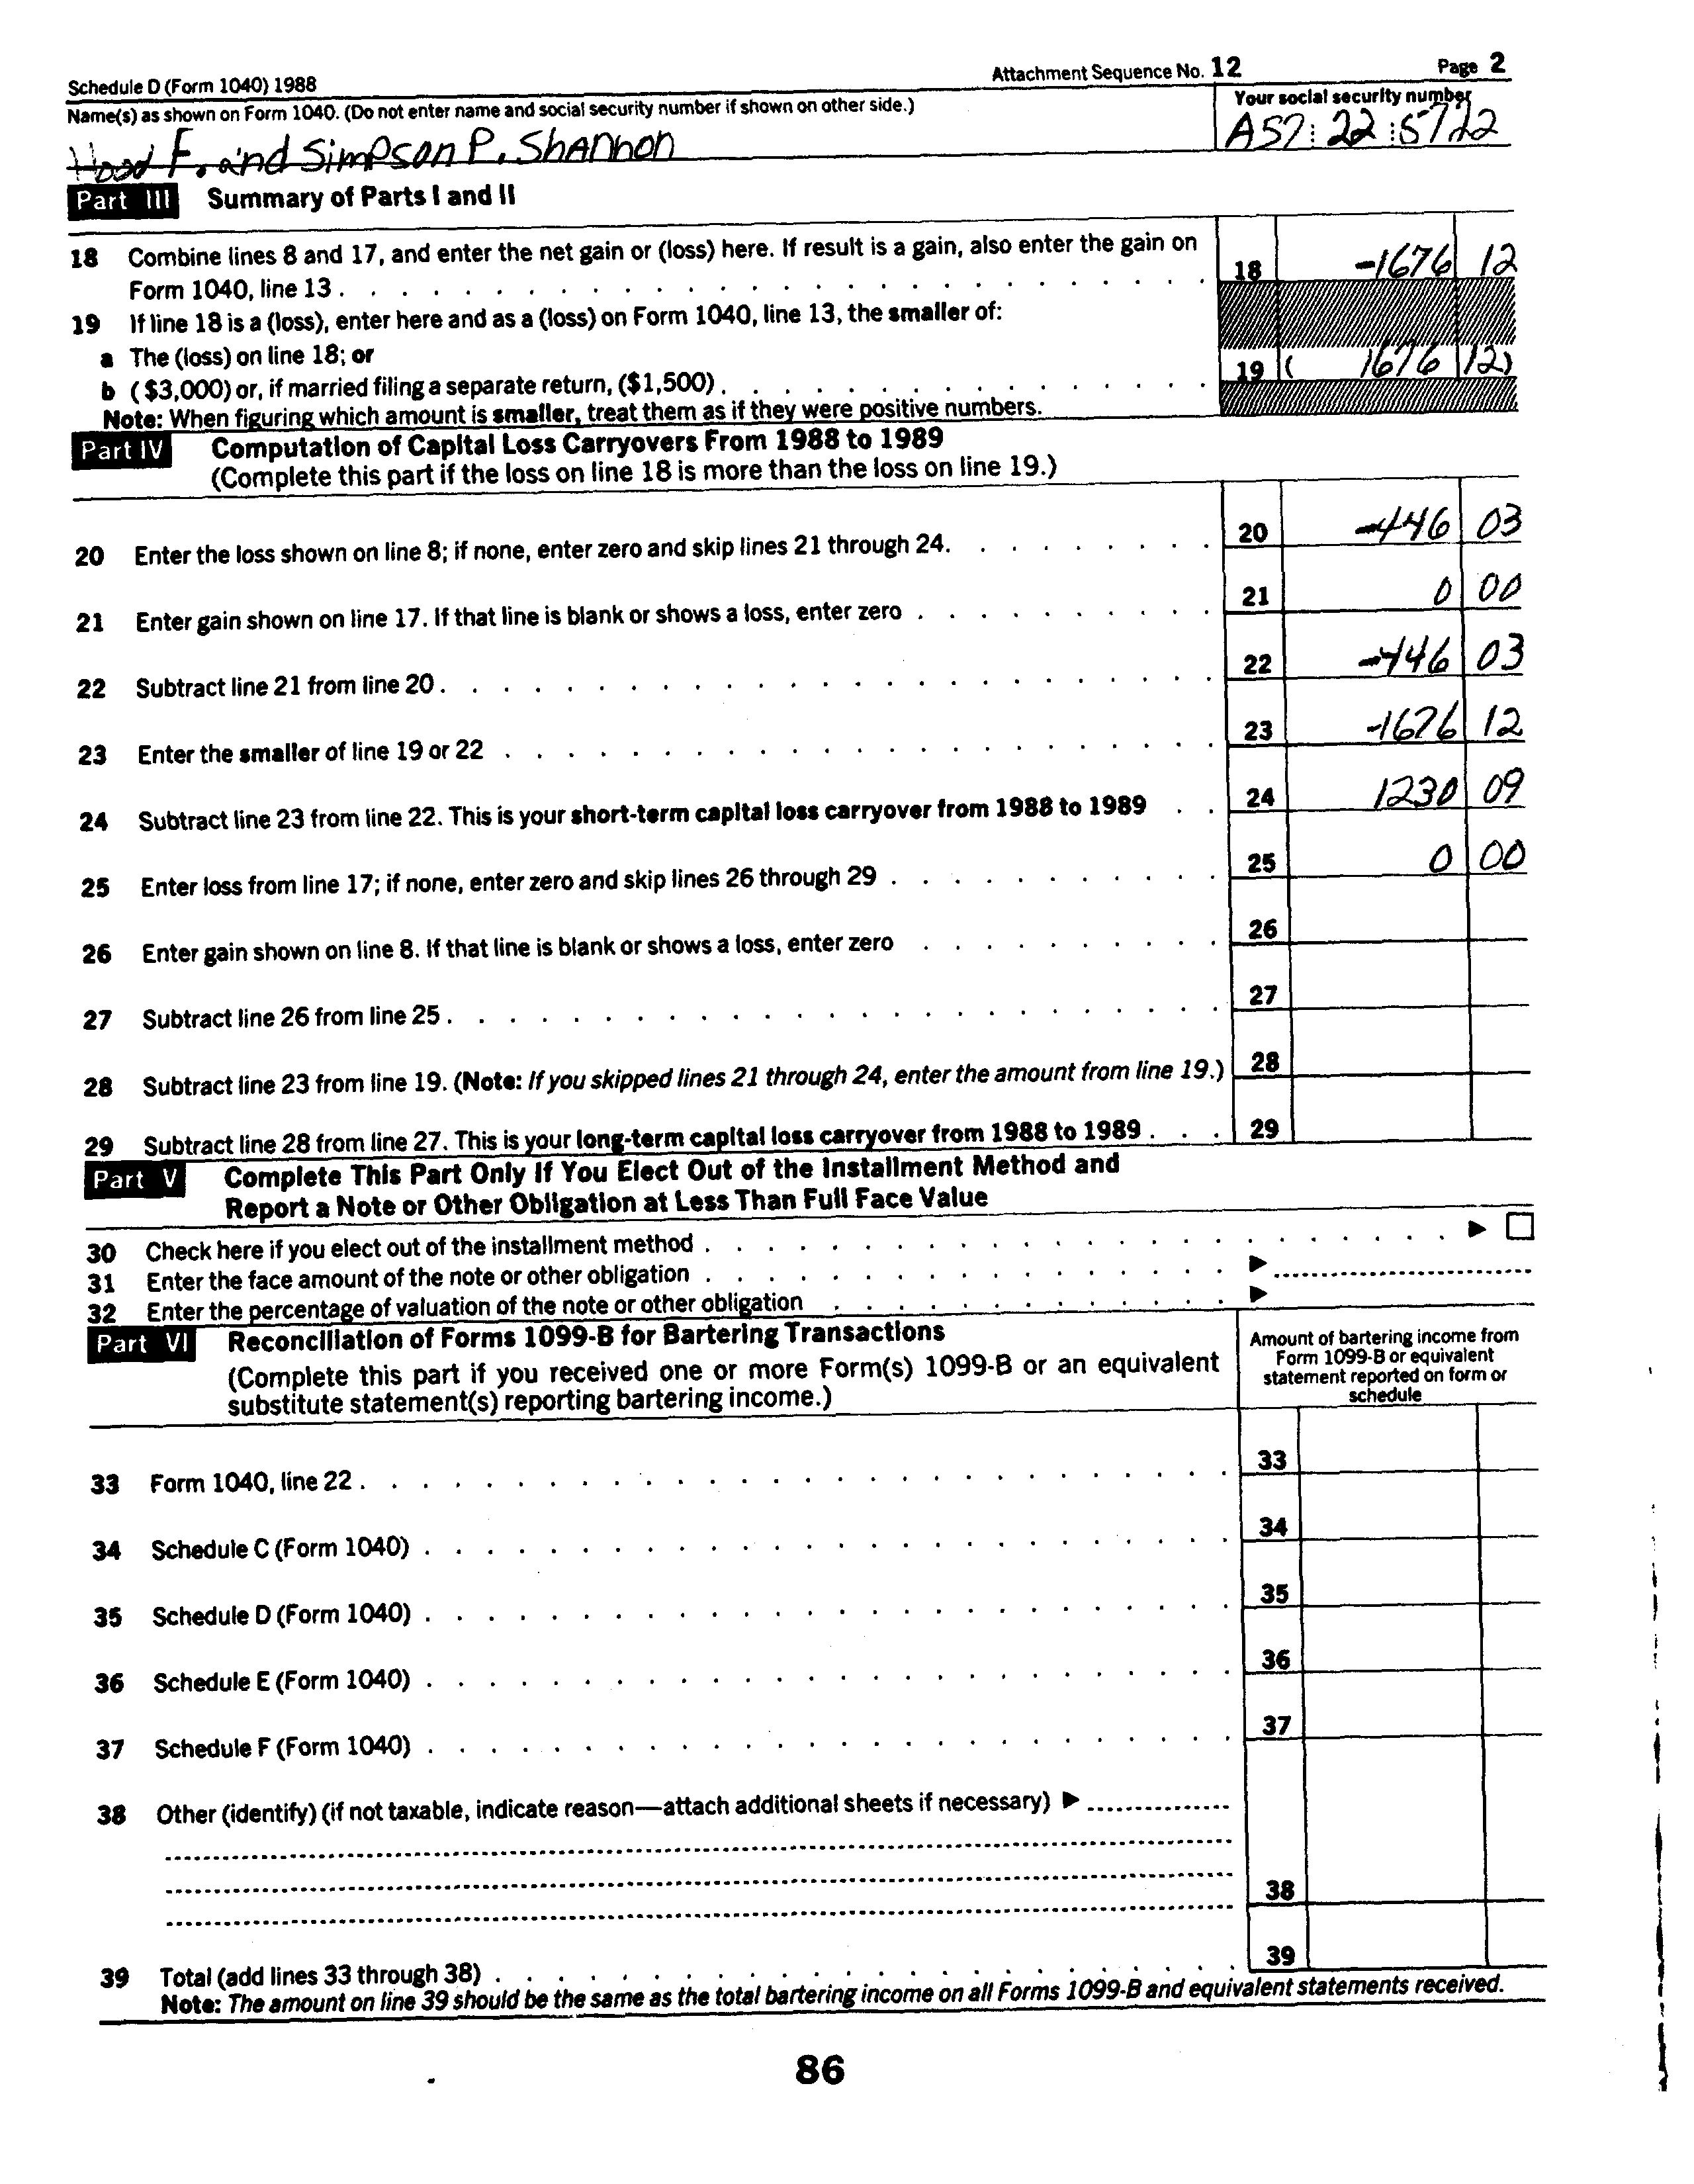 Schedule D (Form 1040) 1988 Attachment Sequence No. 12 Page 2
Name(s) as shown on Form 1040. (Do not enter name and social security number if shown on other side.) Your social security number
Hood F. and Simpson P. Shannon A57 22 5722
Part III Summary of Parts I and II
18 Combine lines 8 and 17, and enter the net gain or (loss) here. If result is a gain, also enter the gain on
Form 1040, line 13 . . . 18 -1676 12
19 If line 18 is a (loss), enter here and as a (loss) on Form 1040, line 13, the smaller of:
a The (loss) on line 18; or
b ($3,000) or, if married filing a separate return, ($1,500) . . . 19 ( 1676 12)
Note: When figuring which amount is smaller, treat them as if they were positive numbers.
Part IV Computation of Capital Loss Carryovers From 1988 to 1989
(Complete this part if the loss on line 18 is more than the loss on line 19.)
20 Enter the loss shown on line 8; if none, enter zero and skip lines 21 through 24. . . . 20 -446 03
21 Enter gain shown on line 17. If that line is blank or shows a loss, enter zero . . . 21 0 00
22 Subtract line 21 from line 20 . . . 22 -446 03
23 Enter the smaller of line 19 or 22 . . . 23 -1676 12
24 Subtract line 23 from line 22. This is your short-term capital loss carryover from 1988 to 1989 . . 24 1230 09
25 Enter loss from line 17; if none, enter zero and skip lines 26 through 29 . . . 25 0 00
26 Enter gain shown on line 8. If that line is blank or shows a loss, enter zero . . . 26
27 Subtract line 26 from line 25 . . . 27
28 Subtract line 23 from line 19. (Note: If you skipped lines 21 through 24, enter the amount from line 19.) 28
29 Subtract line 28 from line 27. This is your long-term capital loss carryover from 1988 to 1989 . . . 29
Part V Complete This Part Only If You Elect Out of the Installment Method and
Report a Note or Other Obligation at Less Than Full Face Value
30 Check here if you elect out of the installment method . . . ▶ ☐
31 Enter the face amount of the note or other obligation . . . ▶
32 Enter the percentage of valuation of the note or other obligation . . . ▶
Part VI Reconciliation of Forms 1099-B for Bartering Transactions
(Complete this part if you received one or more Form(s) 1099-B or an equivalent
substitute statement(s) reporting bartering income.)
Amount of bartering income from
Form 1099-B or equivalent
statement reported on form or
schedule
33 Form 1040, line 22 . . . 33
34 Schedule C (Form 1040) . . . 34
35 Schedule D (Form 1040) . . . 35
36 Schedule E (Form 1040) . . . 36
37 Schedule F (Form 1040) . . . 37
38 Other (identify) (if not taxable, indicate reason—attach additional sheets if necessary) ▶
38
39 Total (add lines 33 through 38) . . . 39
Note: The amount on line 39 should be the same as the total bartering income on all Forms 1099-B and equivalent statements received.
86